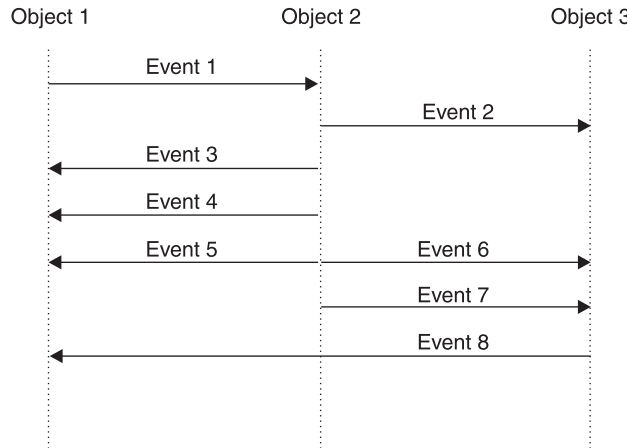 Object 1 Object 2 Object 3
Event 1
Event 2
Event 3
Event 4
Event 5 Event 6
Event 7
Event 8